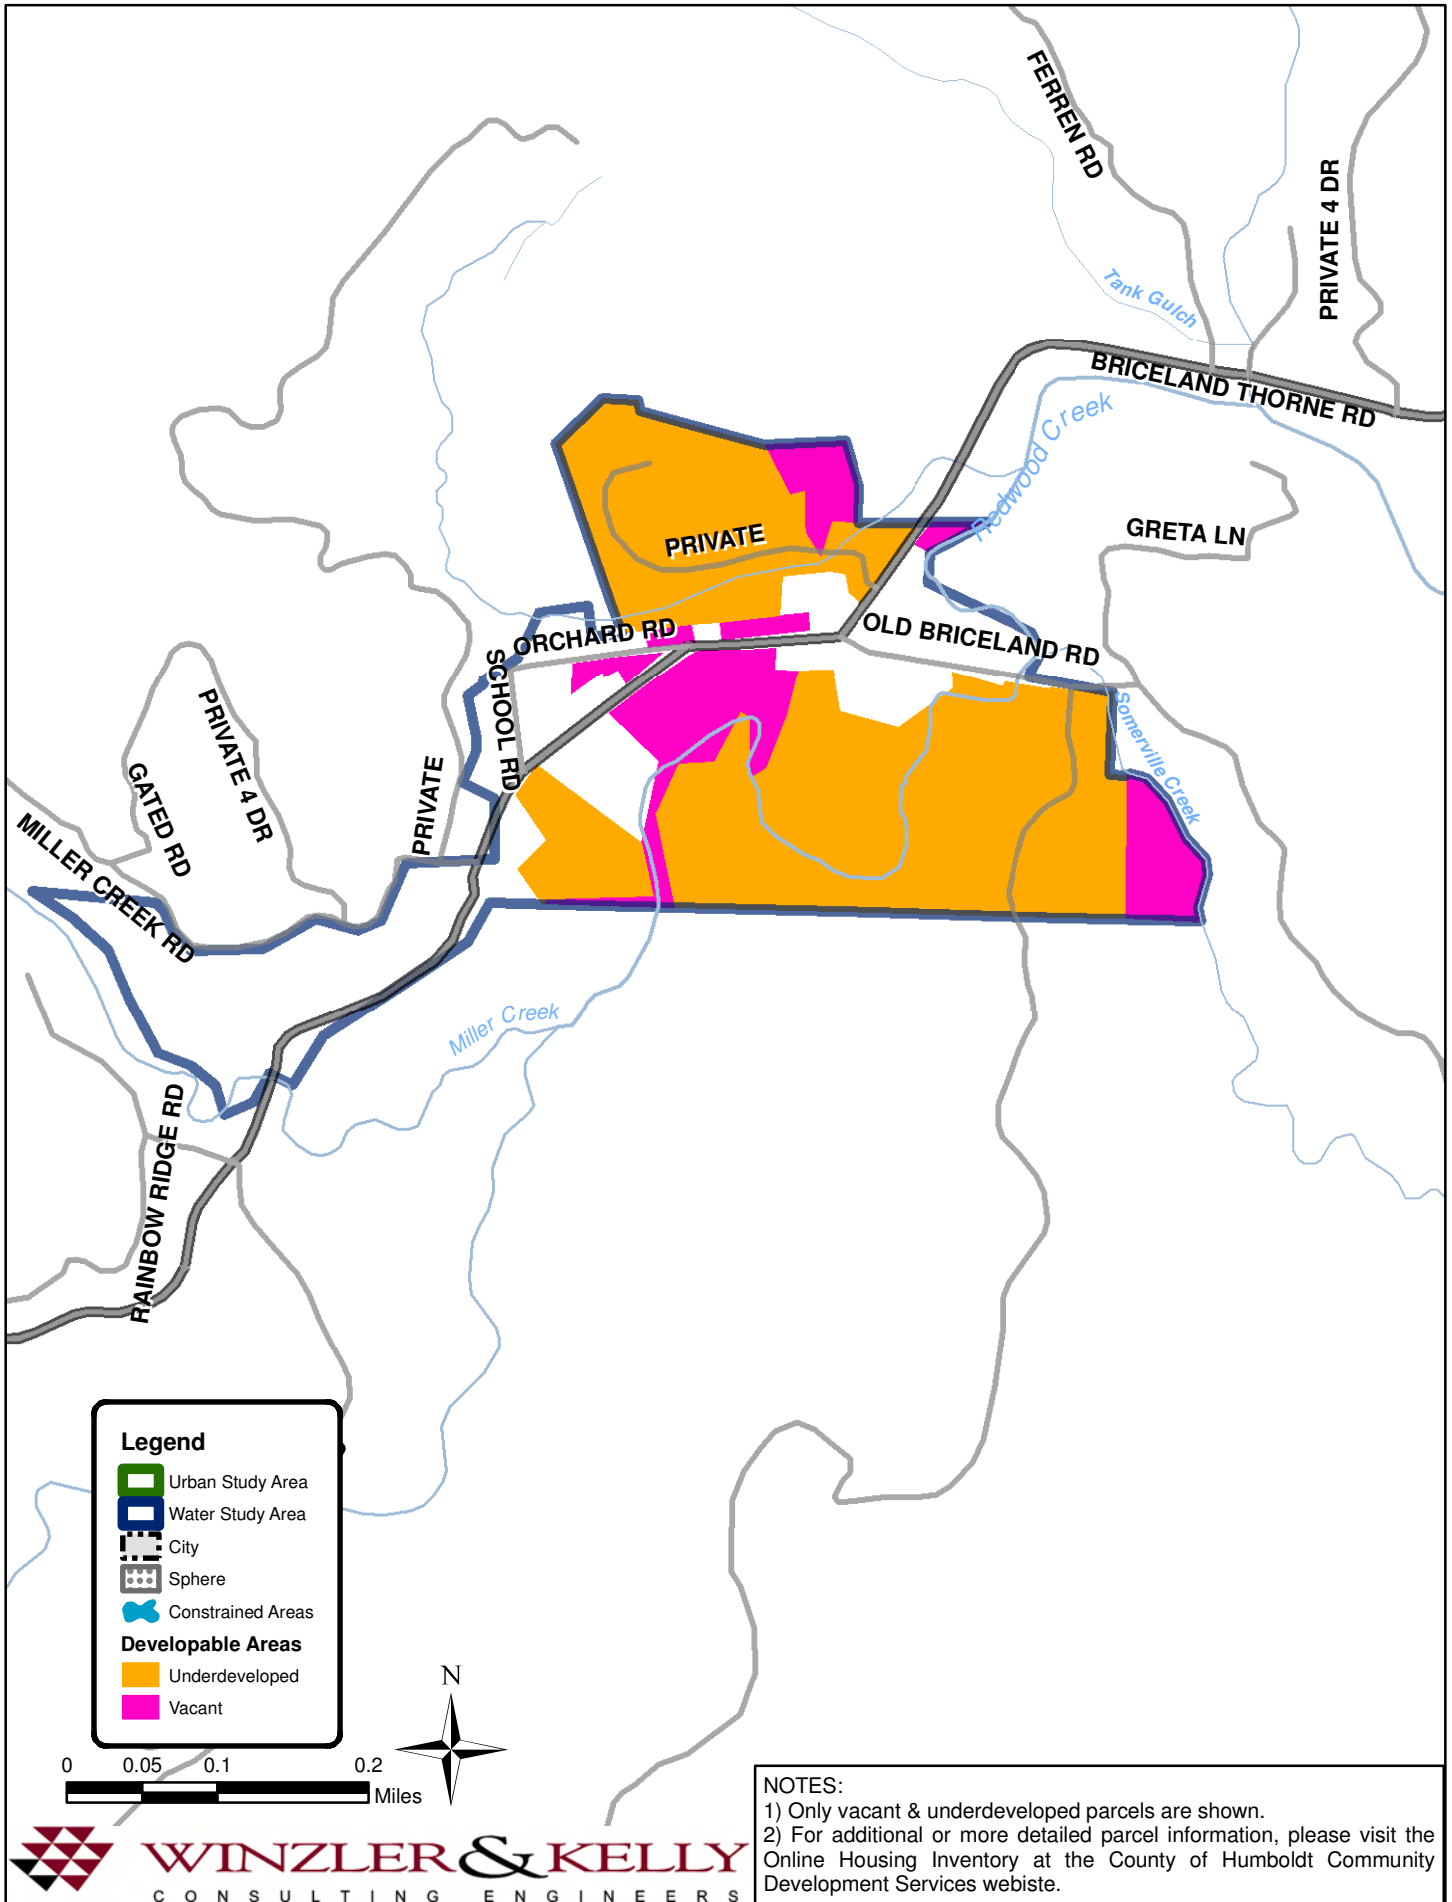 FERREN RD
PRIVATE 4 DR
Tank Gulch
BRICELAND THORNE RD
Redwood Creek
GRETA LN
PRIVATE
ORCHARD RD
OLD BRICELAND RD
SCHOOL RD
Somerville Creek
PRIVATE 4 DR
GATED RD
PRIVATE
MILLER CREEK RD
Miller Creek
RAINBOW RIDGE RD
Legend
Urban Study Area
Water Study Area
City
Sphere
Constrained Areas
Developable Areas
Underdeveloped
Vacant
N
0 0.05 0.1 0.2
Miles
WINZLER & KELLY
CONSULTING ENGINEERS
NOTES:
1) Only vacant & underdeveloped parcels are shown.
2) For additional or more detailed parcel information, please visit the
Online Housing Inventory at the County of Humboldt Community
Development Services webiste.